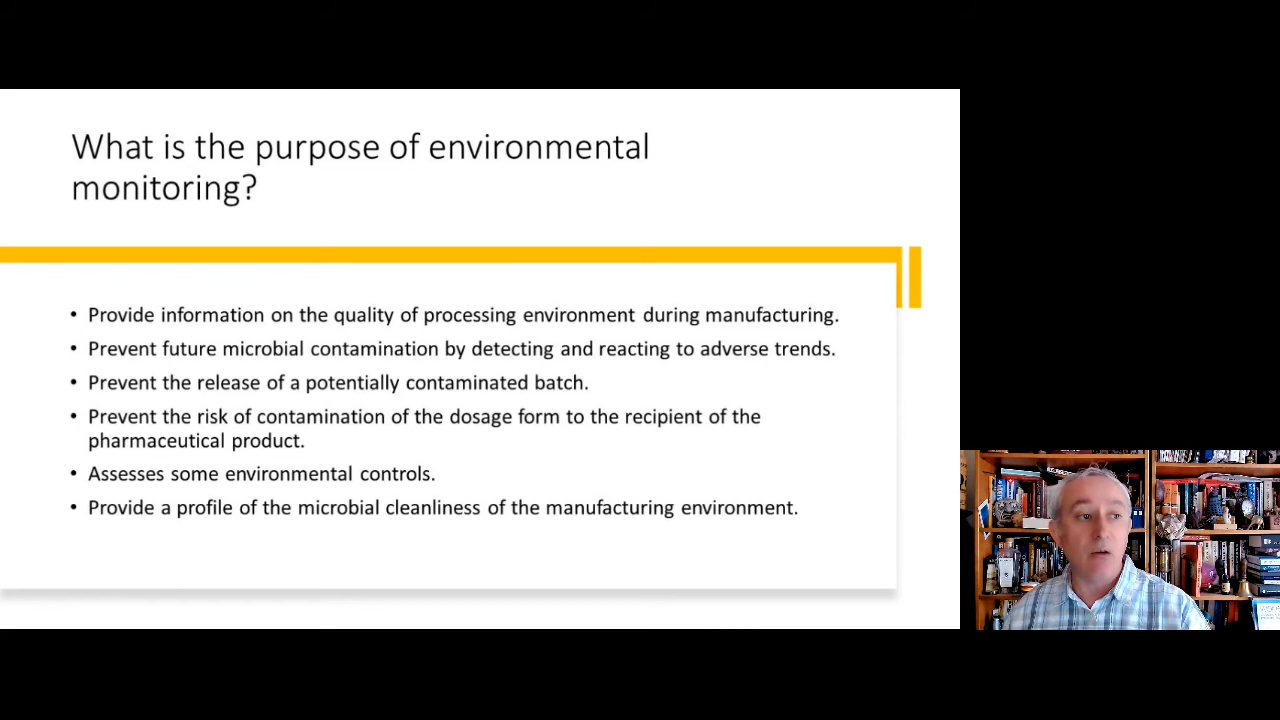 What is the purpose of environmental
monitoring?
• Provide information on the quality of processing environment during manufacturing.
• Prevent future microbial contamination by detecting and reacting to adverse trends.
• Prevent the release of a potentially contaminated batch.
• Prevent the risk of contamination of the dosage form to the recipient of the
pharmaceutical product.
• Assesses some environmental controls.
• Provide a profile of the microbial cleanliness of the manufacturing environment.